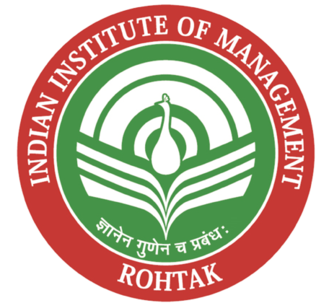 INDIAN INSTITUTE OF MANAGEMENT
ज्ञानेन गुणेन च प्रबंध:
ROHTAK